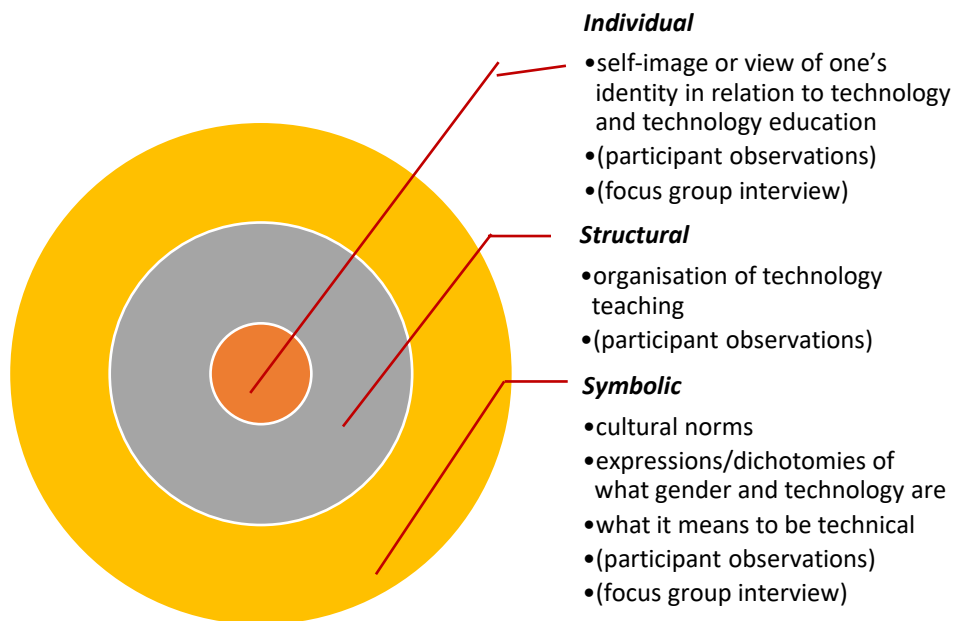 Individual
•self-image or view of one’s
identity in relation to technology
and technology education
•(participant observations)
•(focus group interview)
Structural
•organisation of technology
teaching
•(participant observations)
Symbolic
•cultural norms
•expressions/dichotomies of
what gender and technology are
•what it means to be technical
•(participant observations)
•(focus group interview)